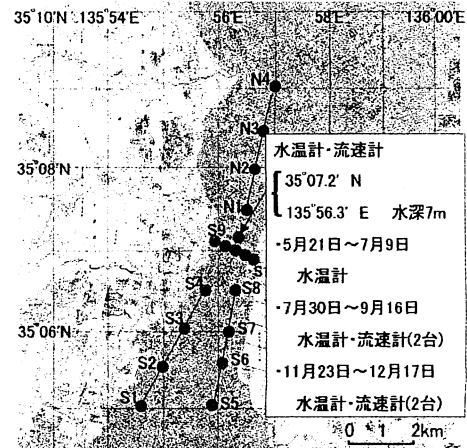 35°10'N 135°54'E 56'E 58'E 136°00'E
N4
N3
35°08'
N2
N1
S9
S4
S8
35°06'
S3
S7
S2
S6
S1
S5
水温計・流速計
35°07.2' N
135°56.3' E 水深7m
・5月21日~7月9日
水温計
・7月30日~9月16日
水温計・流速計(2台)
・11月23日~12月17日
水温計・流速計(2台)
0 1 2km